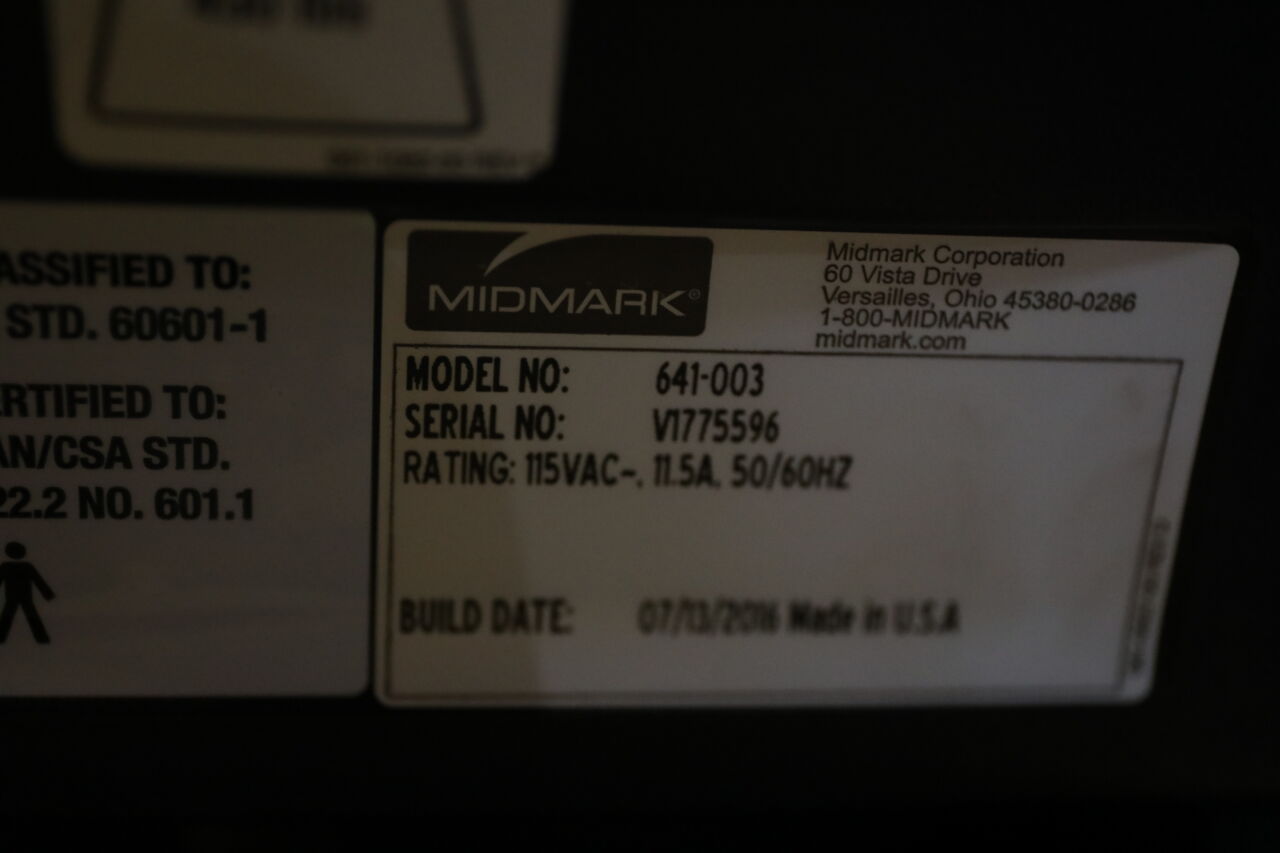 ASSIFIED TO:
STD. 60601-1
ERTIFIED TO:
AN/CSA STD.
22.2 NO. 601.1
MIDMARK®
Midmark Corporation
60 Vista Drive
Versailles, Ohio 45380-0286
1-800-MIDMARK
midmark.com
MODEL NO: 641-003
SERIAL NO: V1775596
RATING: 115VAC~, 11.5A, 50/60HZ
BUILD DATE: 07/13/2016 Made in U.S.A